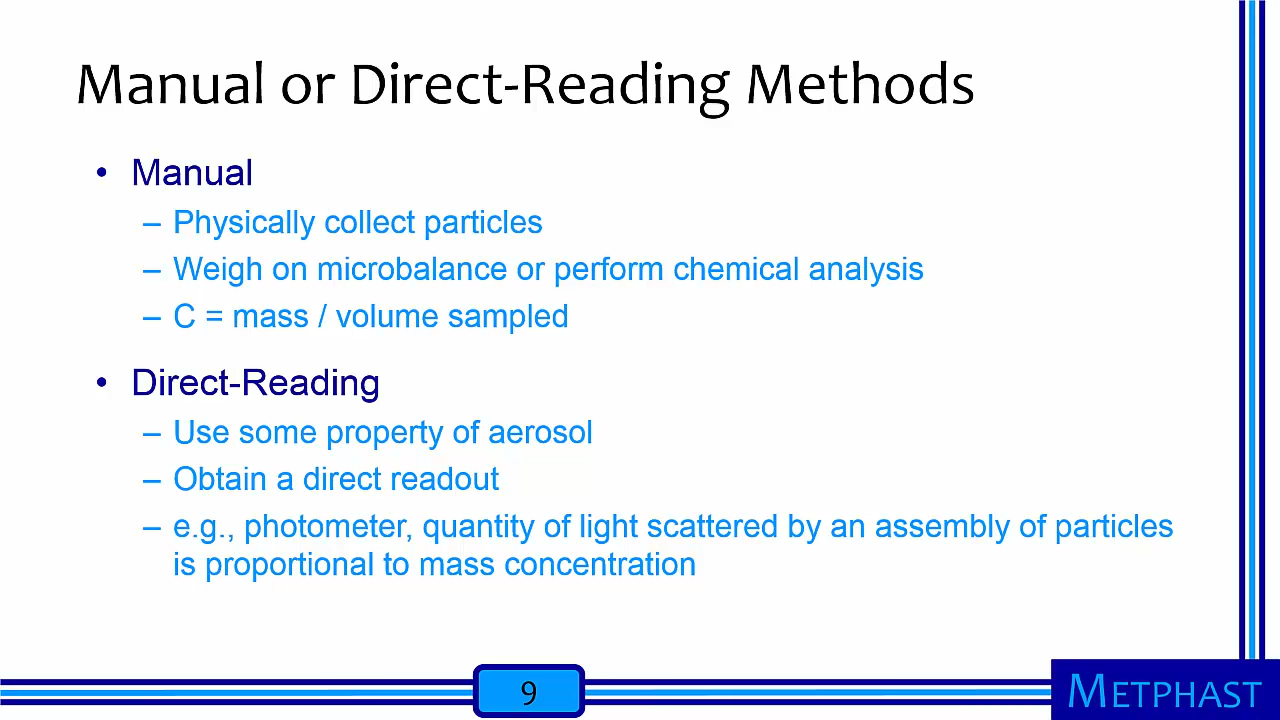 Manual or Direct-Reading Methods
• Manual
– Physically collect particles
– Weigh on microbalance or perform chemical analysis
– C = mass / volume sampled
• Direct-Reading
– Use some property of aerosol
– Obtain a direct readout
– e.g., photometer, quantity of light scattered by an assembly of particles
is proportional to mass concentration
9
METPHAST